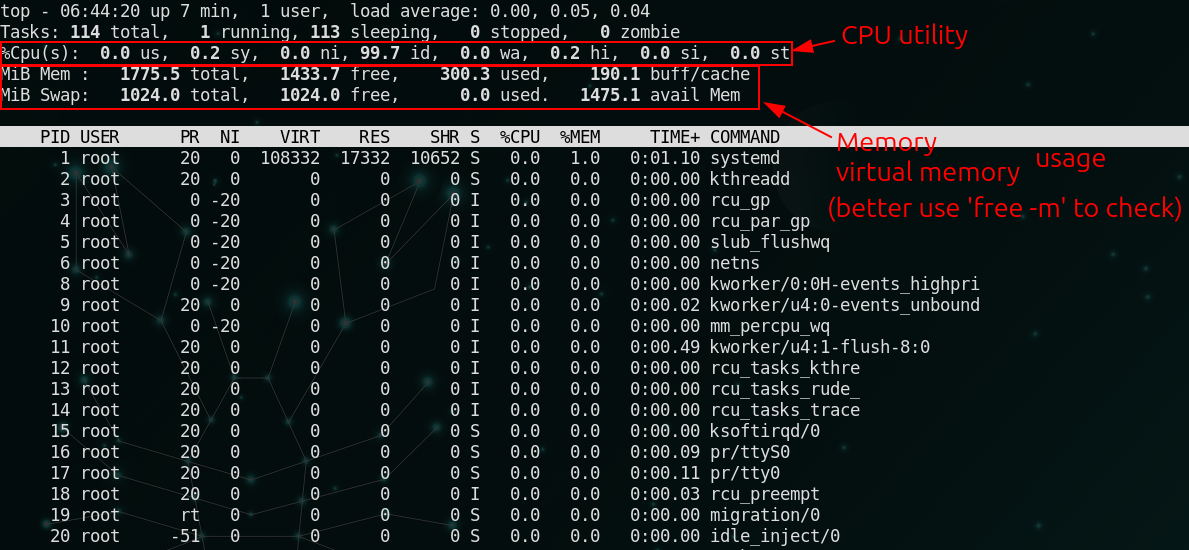 top - 06:44:20 up 7 min,  1 user,  load average: 0.00, 0.05, 0.04
Tasks: 114 total,   1 running, 113 sleeping,   0 stopped,   0 zombie
%Cpu(s):  0.0 us,  0.2 sy,  0.0 ni, 99.7 id,  0.0 wa,  0.2 hi,  0.0 si,  0.0 st
CPU utility
MiB Mem :   1775.5 total,   1433.7 free,    300.3 used,    190.1 buff/cache
MiB Swap:   1024.0 total,   1024.0 free,      0.0 used.   1475.1 avail Mem
Memory
virtual memory usage
(better use 'free -m' to check)
PID USER      PR  NI    VIRT    RES    SHR S  %CPU  %MEM     TIME+ COMMAND
1 root      20   0  108332  17332  10652 S   0.0   1.0   0:01.10 systemd
2 root      20   0       0      0      0 S   0.0   0.0   0:00.00 kthreadd
3 root       0 -20       0      0      0 I   0.0   0.0   0:00.00 rcu_gp
4 root       0 -20       0      0      0 I   0.0   0.0   0:00.00 rcu_par_gp
5 root       0 -20       0      0      0 I   0.0   0.0   0:00.00 slub_flushwq
6 root       0 -20       0      0      0 I   0.0   0.0   0:00.00 netns
8 root       0 -20       0      0      0 I   0.0   0.0   0:00.00 kworker/0:0H-events_highpri
9 root      20   0       0      0      0 I   0.0   0.0   0:00.02 kworker/u4:0-events_unbound
10 root       0 -20       0      0      0 I   0.0   0.0   0:00.00 mm_percpu_wq
11 root      20   0       0      0      0 I   0.0   0.0   0:00.49 kworker/u4:1-flush-8:0
12 root      20   0       0      0      0 I   0.0   0.0   0:00.00 rcu_tasks_kthre
13 root      20   0       0      0      0 I   0.0   0.0   0:00.00 rcu_tasks_rude_
14 root      20   0       0      0      0 I   0.0   0.0   0:00.00 rcu_tasks_trace
15 root      20   0       0      0      0 S   0.0   0.0   0:00.00 ksoftirqd/0
16 root      20   0       0      0      0 S   0.0   0.0   0:00.09 pr/ttyS0
17 root      20   0       0      0      0 S   0.0   0.0   0:00.11 pr/tty0
18 root      20   0       0      0      0 I   0.0   0.0   0:00.03 rcu_preempt
19 root      rt   0       0      0      0 S   0.0   0.0   0:00.00 migration/0
20 root     -51   0       0      0      0 S   0.0   0.0   0:00.00 idle_inject/0